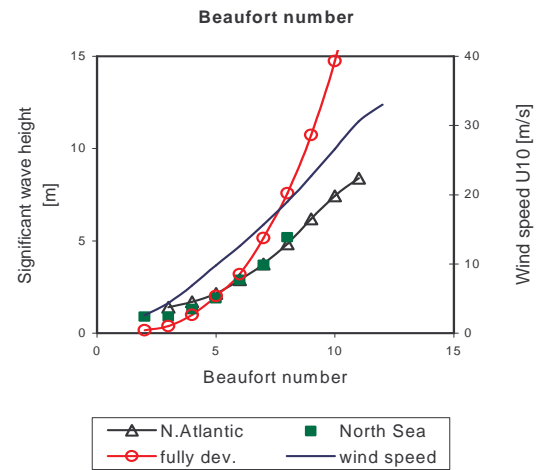 Beaufort number
15
10
5
0
Significant wave height
[m]
40
30
20
10
0
Wind speed U10 [m/s]
0
5
10
15
Beaufort number
N.Atlantic
North Sea
fully dev.
wind speed